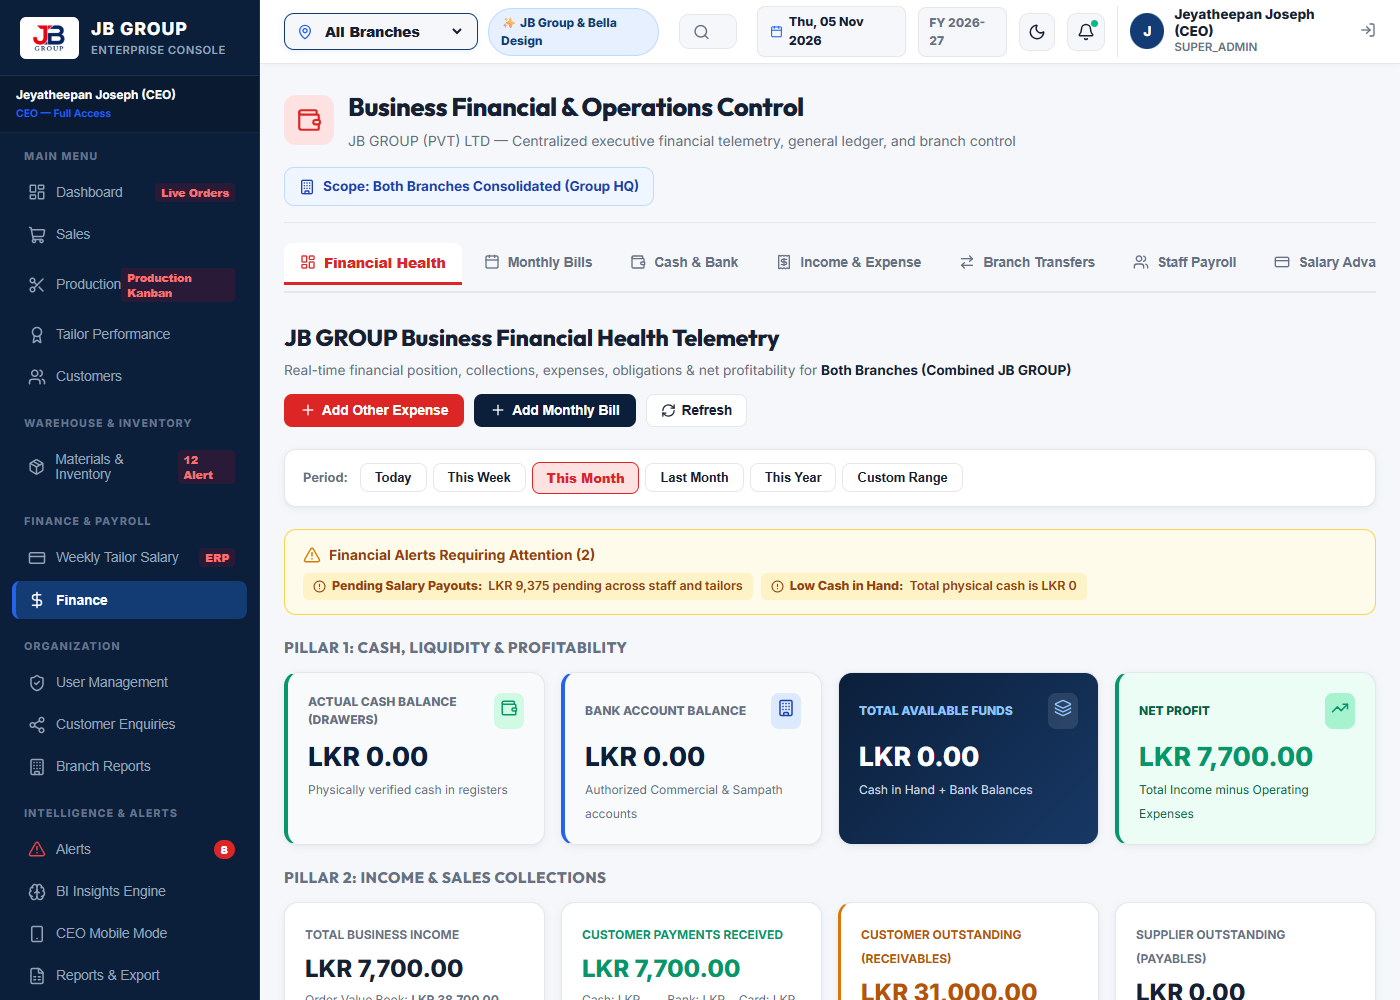 JB
GROUP
JB GROUP
ENTERPRISE CONSOLE
Jeyatheepan Joseph (CEO)
CEO — Full Access
MAIN MENU
Dashboard
Live Orders
Sales
Production
Production
Kanban
Tailor Performance
Customers
WAREHOUSE & INVENTORY
Materials &
Inventory
12
Alert
FINANCE & PAYROLL
Weekly Tailor Salary
ERP
Finance
ORGANIZATION
User Management
Customer Enquiries
Branch Reports
INTELLIGENCE & ALERTS
Alerts
8
BI Insights Engine
CEO Mobile Mode
Reports & Export
All Branches
✨ JB Group & Bella
Design
Thu, 05 Nov
2026
FY 2026-
27
J
Jeyatheepan Joseph
(CEO)
SUPER_ADMIN
Business Financial & Operations Control
JB GROUP (PVT) LTD — Centralized executive financial telemetry, general ledger, and branch control
Scope: Both Branches Consolidated (Group HQ)
Financial Health
Monthly Bills
Cash & Bank
Income & Expense
Branch Transfers
Staff Payroll
Salary Adva
JB GROUP Business Financial Health Telemetry
Real-time financial position, collections, expenses, obligations & net profitability for Both Branches (Combined JB GROUP)
Add Other Expense
Add Monthly Bill
Refresh
Period:
Today
This Week
This Month
Last Month
This Year
Custom Range
Financial Alerts Requiring Attention (2)
Pending Salary Payouts: LKR 9,375 pending across staff and tailors
Low Cash in Hand: Total physical cash is LKR 0
PILLAR 1: CASH, LIQUIDITY & PROFITABILITY
ACTUAL CASH BALANCE
(DRAWERS)
LKR 0.00
Physically verified cash in registers
BANK ACCOUNT BALANCE
LKR 0.00
Authorized Commercial & Sampath
accounts
TOTAL AVAILABLE FUNDS
LKR 0.00
Cash in Hand + Bank Balances
NET PROFIT
LKR 7,700.00
Total Income minus Operating
Expenses
PILLAR 2: INCOME & SALES COLLECTIONS
TOTAL BUSINESS INCOME
LKR 7,700.00
Order Value Book: LKR 38,700.00
CUSTOMER PAYMENTS RECEIVED
LKR 7,700.00
Cash: LKR
Bank: LKR
Card: LKR
CUSTOMER OUTSTANDING
(RECEIVABLES)
LKR 31,000.00
SUPPLIER OUTSTANDING
(PAYABLES)
LKR 0.00